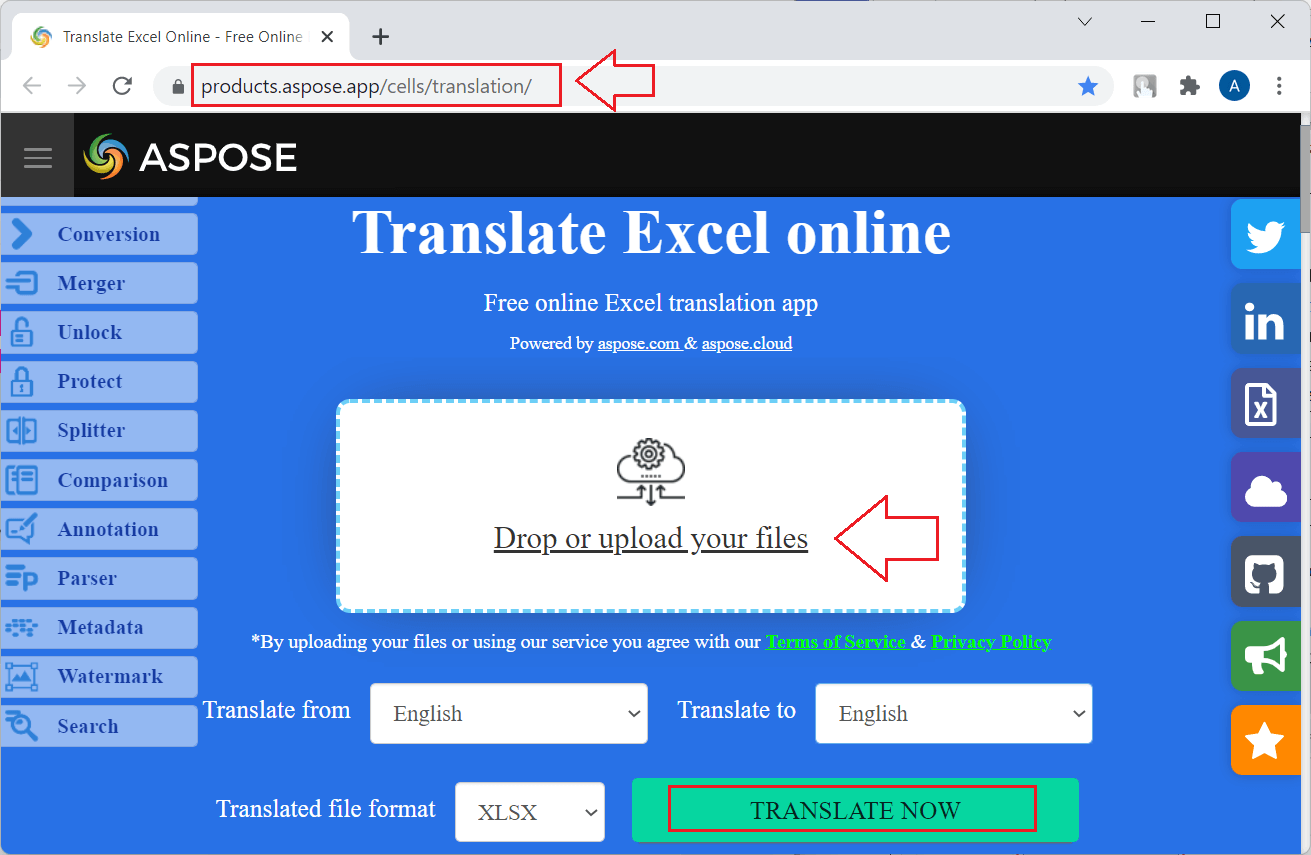 Translate Excel Online - Free Online
products.aspose.app/cells/translation/
A
ASPOSE
Conversion
Merger
Unlock
Protect
Splitter
Comparison
Annotation
Parser
Metadata
Watermark
Search
Translate Excel online
Free online Excel translation app
Powered by aspose.com & aspose.cloud
Drop or upload your files
*By uploading your files or using our service you agree with our Terms of Service & Privacy Policy
Translate from English Translate to English
Translated file format XLSX TRANSLATE NOW
in
X